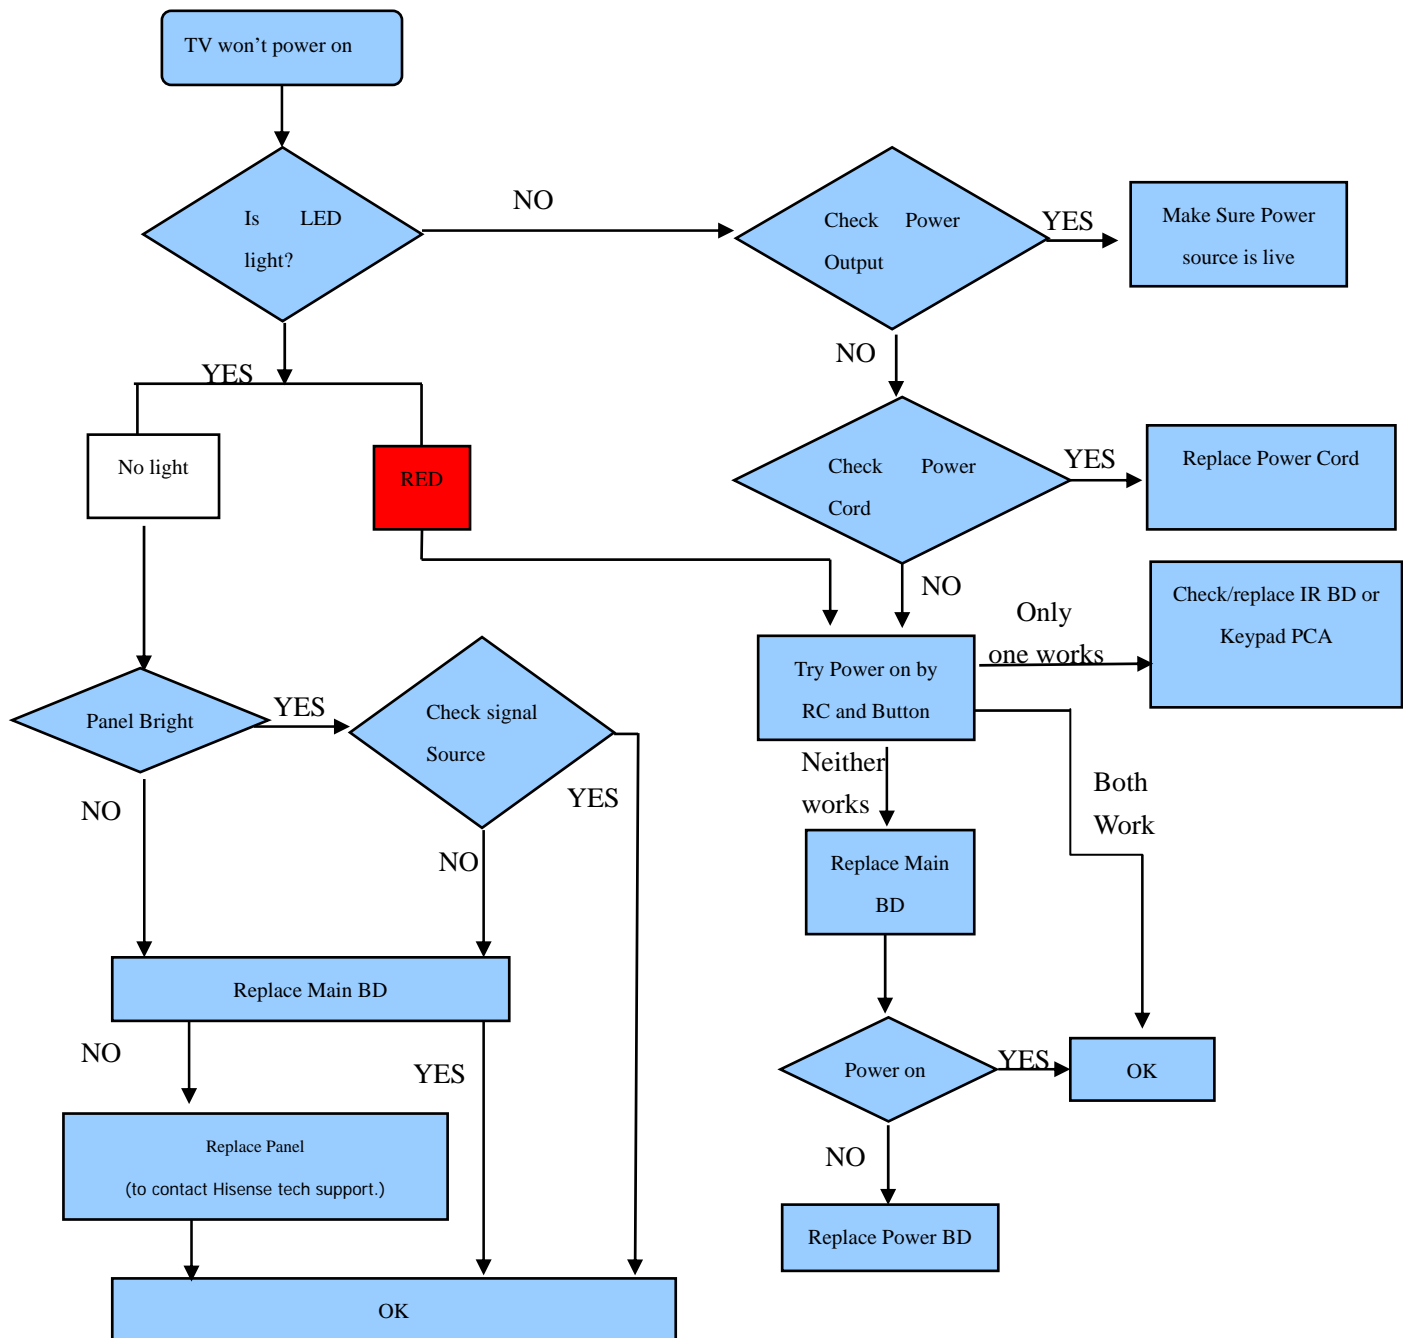 TV won’t power on
Is LED
light?
NO
Check Power
Output
YES
Make Sure Power
source is live
NO
YES
No light
RED
Check Power
Cord
YES
Replace Power Cord
NO
Only
one works
Check/replace IR BD or
Keypad PCA
Try Power on by
RC and Button
Panel Bright
YES
Check signal
Source
Neither
works
Both
Work
NO
YES
NO
Replace Main
BD
Replace Main BD
NO
YES
Power on
YES
OK
Replace Panel
(to contact Hisense tech support.)
NO
Replace Power BD
OK